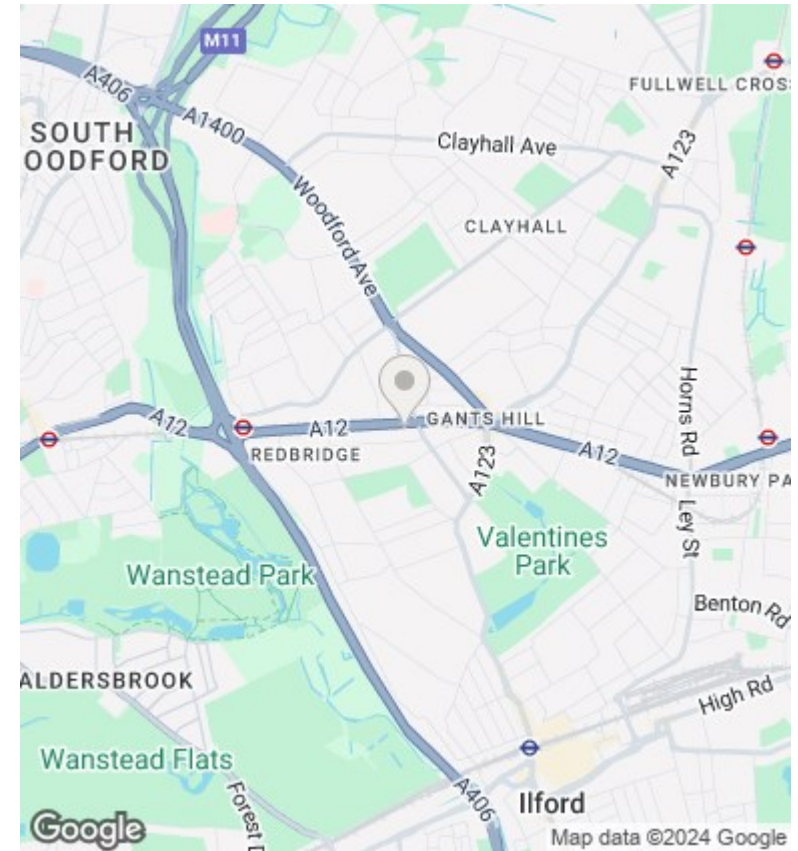 M11
A406
A1400
SOUTH
OODFORD
FULLWELL CROS
Clayhall Ave
A123
CLAYHALL
Woodford Ave
Horns Rd
A12
A12
GANTS HILL
REDBRIDGE
A123
A12
NEWBURY PA
Ley St
Valentines
Park
Wanstead Park
Benton Rd
ALDERSBROOK
High Rd
Wanstead Flats
Forest D
A406
Ilford
Google
Map data ©2024 Google